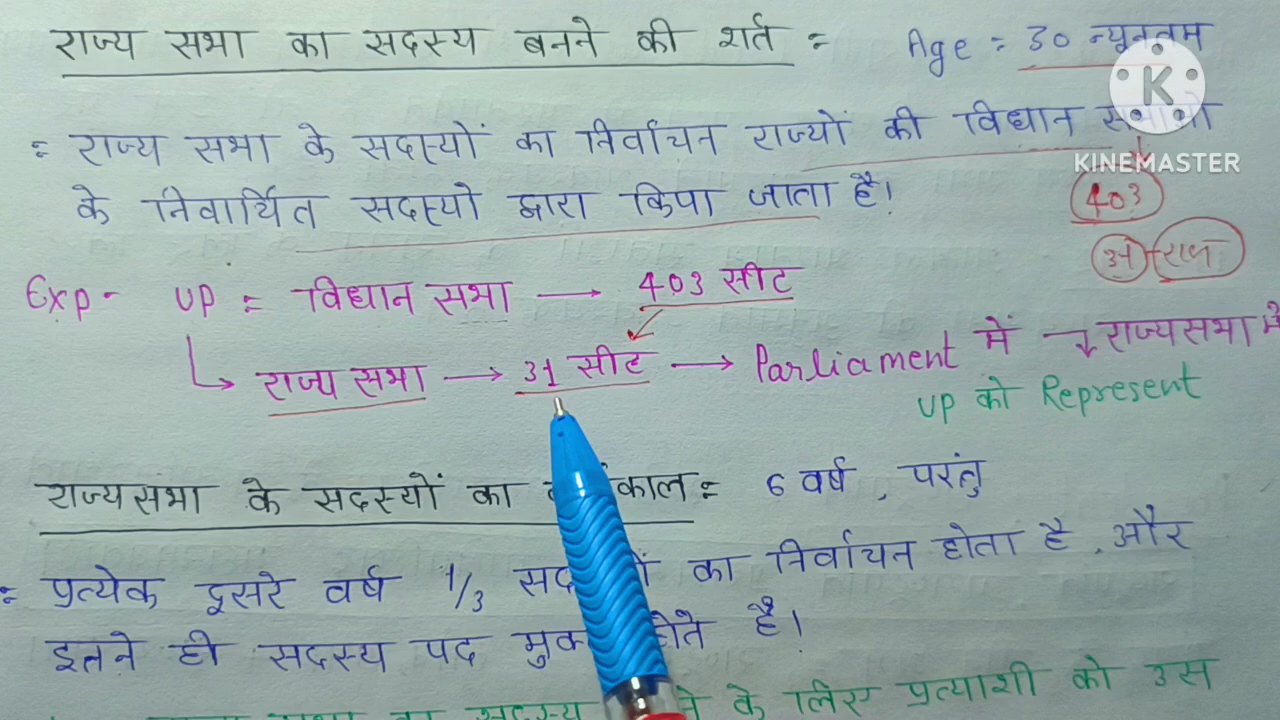 राज्य सभा का सदस्य बनने की शर्त = Age = 30 न्यूनतम
= राज्य सभा के सदस्यों का निर्वाचन राज्यों की विधान
के निवार्यित सदस्यो द्वारा किया जाता है।
KINEMASTER
403
31 राज्य
Exp - UP = विधान सभा → 403 सीट
राज्य सभा → 31 सीट → Parliament में → राज्यसभा में
UP को Represent
राज्यसभा के सदस्यों का = 6 वर्ष , परंतु
= प्रत्येक दूसरे वर्ष 1/3 का निर्वाचन होता है , और
इतने ही सदस्य पद होते है।
के लिए प्रत्याशी को उस